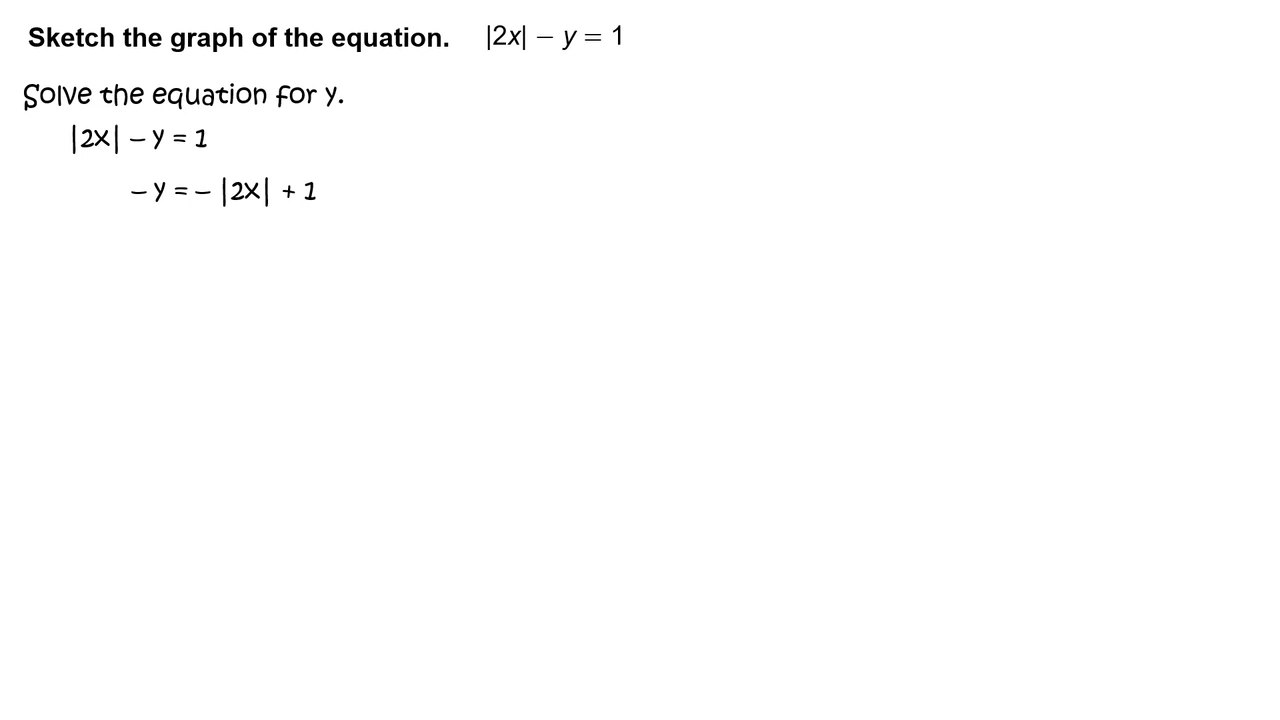 Sketch the graph of the equation. |2x| − y = 1
Solve the equation for y.
|2x| − y = 1
− y = − |2x| + 1